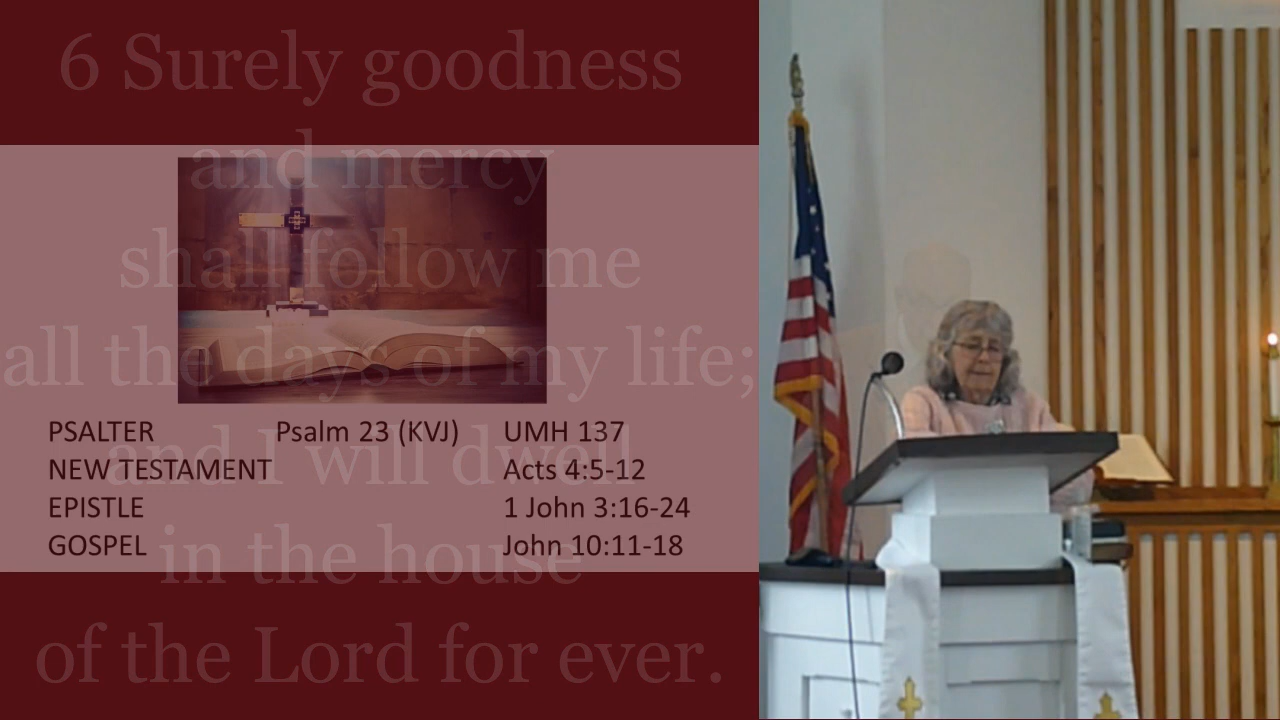 6 Surely goodness
and mercy
shall follow me
all the days of my life;
and I will dwell
in the house
of the Lord for ever.
PSALTER Psalm 23 (KVJ) UMH 137
NEW TESTAMENT Acts 4:5-12
EPISTLE 1 John 3:16-24
GOSPEL John 10:11-18